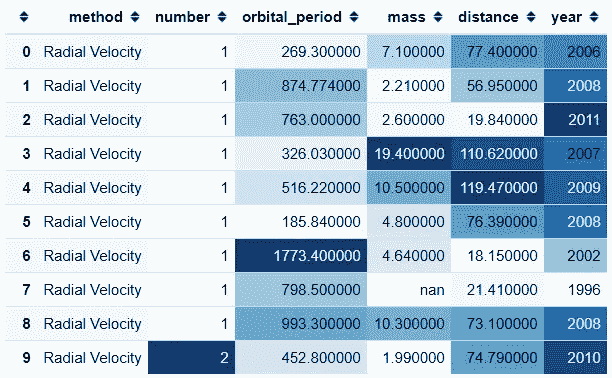 method number orbital_period mass distance year
0 Radial Velocity 1 269.300000 7.100000 77.400000 2006
1 Radial Velocity 1 874.774000 2.210000 56.950000 2008
2 Radial Velocity 1 763.000000 2.600000 19.840000 2011
3 Radial Velocity 1 326.030000 19.400000 110.620000 2007
4 Radial Velocity 1 516.220000 10.500000 119.470000 2009
5 Radial Velocity 1 185.840000 4.800000 76.390000 2008
6 Radial Velocity 1 1773.400000 4.640000 18.150000 2002
7 Radial Velocity 1 798.500000 nan 21.410000 1996
8 Radial Velocity 1 993.300000 10.300000 73.100000 2008
9 Radial Velocity 2 452.800000 1.990000 74.790000 2010